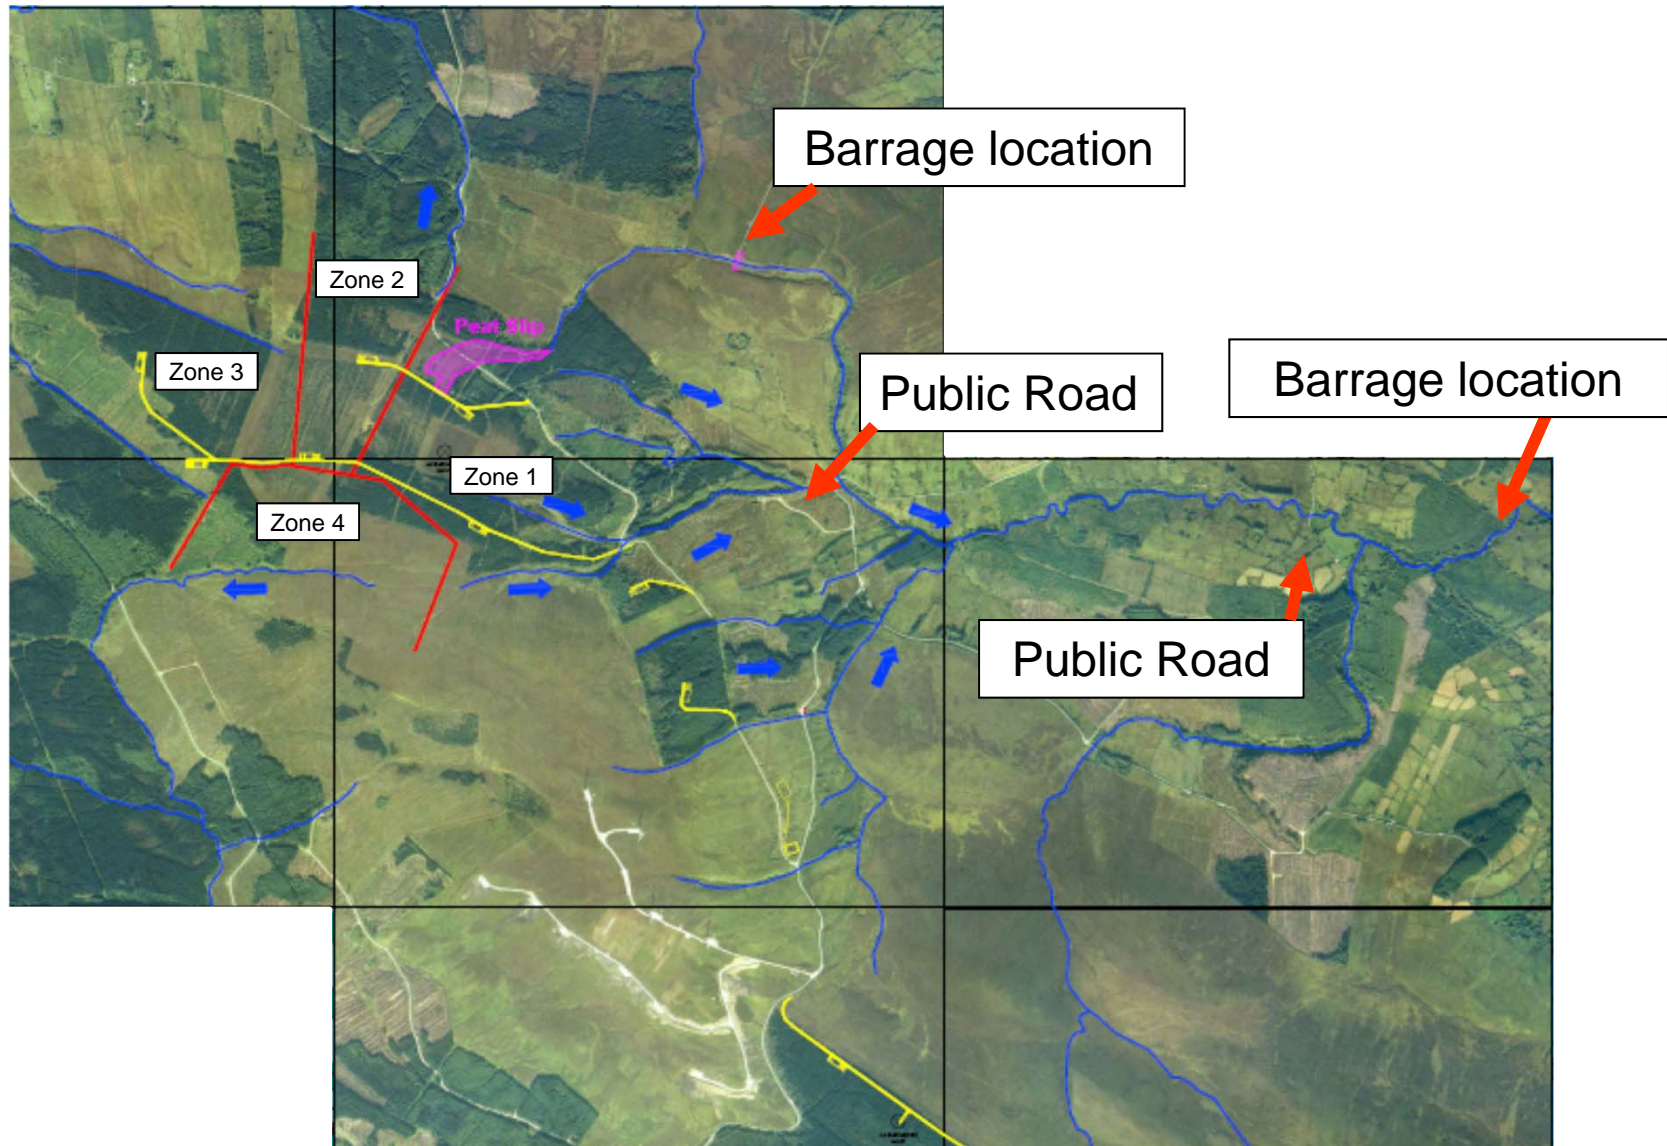 Barrage location
Zone 2
Peat Slip
Zone 3
Public Road
Barrage location
Zone 1
Zone 4
Public Road